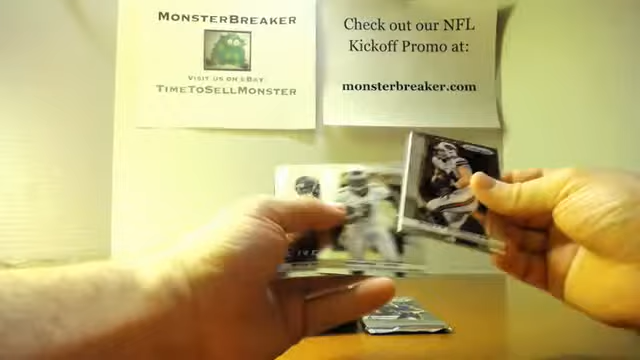 MONSTERBREAKER
VISIT US ON EBAY
TIMETOSELLMONSTER
Check out our NFL
Kickoff Promo at:
monsterbreaker.com